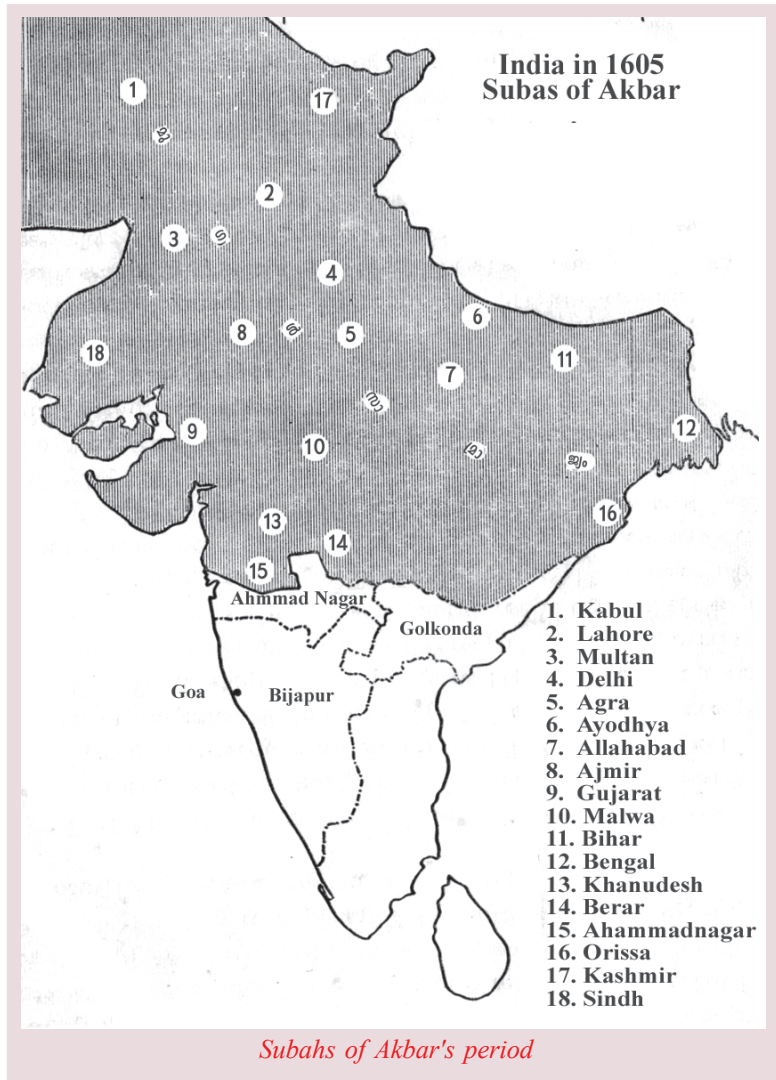 India in 1605
Subas of Akbar
1
17
2
3
4
6
8
5
18
11
7
9
12
10
13
16
14
15
Ahmmad Nagar
Golkonda
Goa
Bijapur
1. Kabul
2. Lahore
3. Multan
4. Delhi
5. Agra
6. Ayodhya
7. Allahabad
8. Ajmir
9. Gujarat
10. Malwa
11. Bihar
12. Bengal
13. Khanudesh
14. Berar
15. Ahammadnagar
16. Orissa
17. Kashmir
18. Sindh
Subahs of Akbar's period